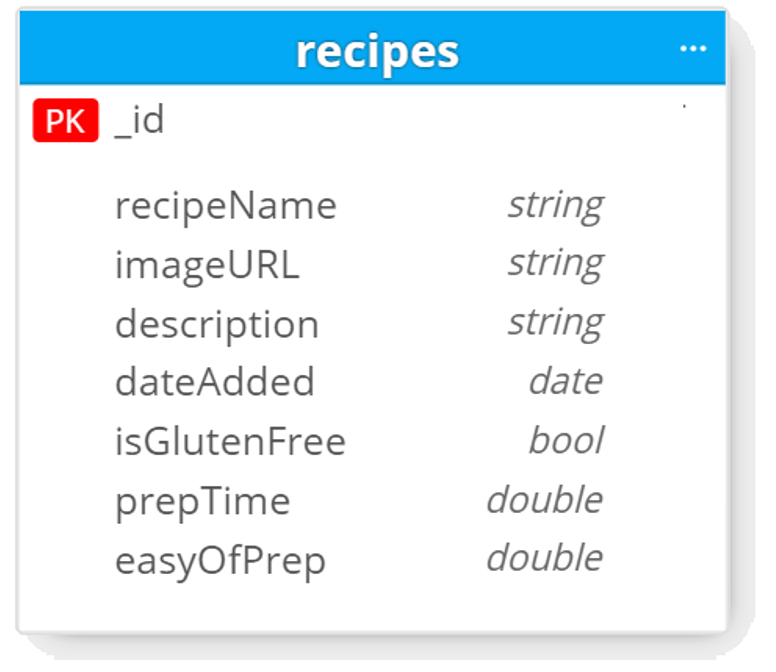 recipes ...
PK _id
recipeName string
imageURL string
description string
dateAdded date
isGlutenFree bool
prepTime double
easyOfPrep double